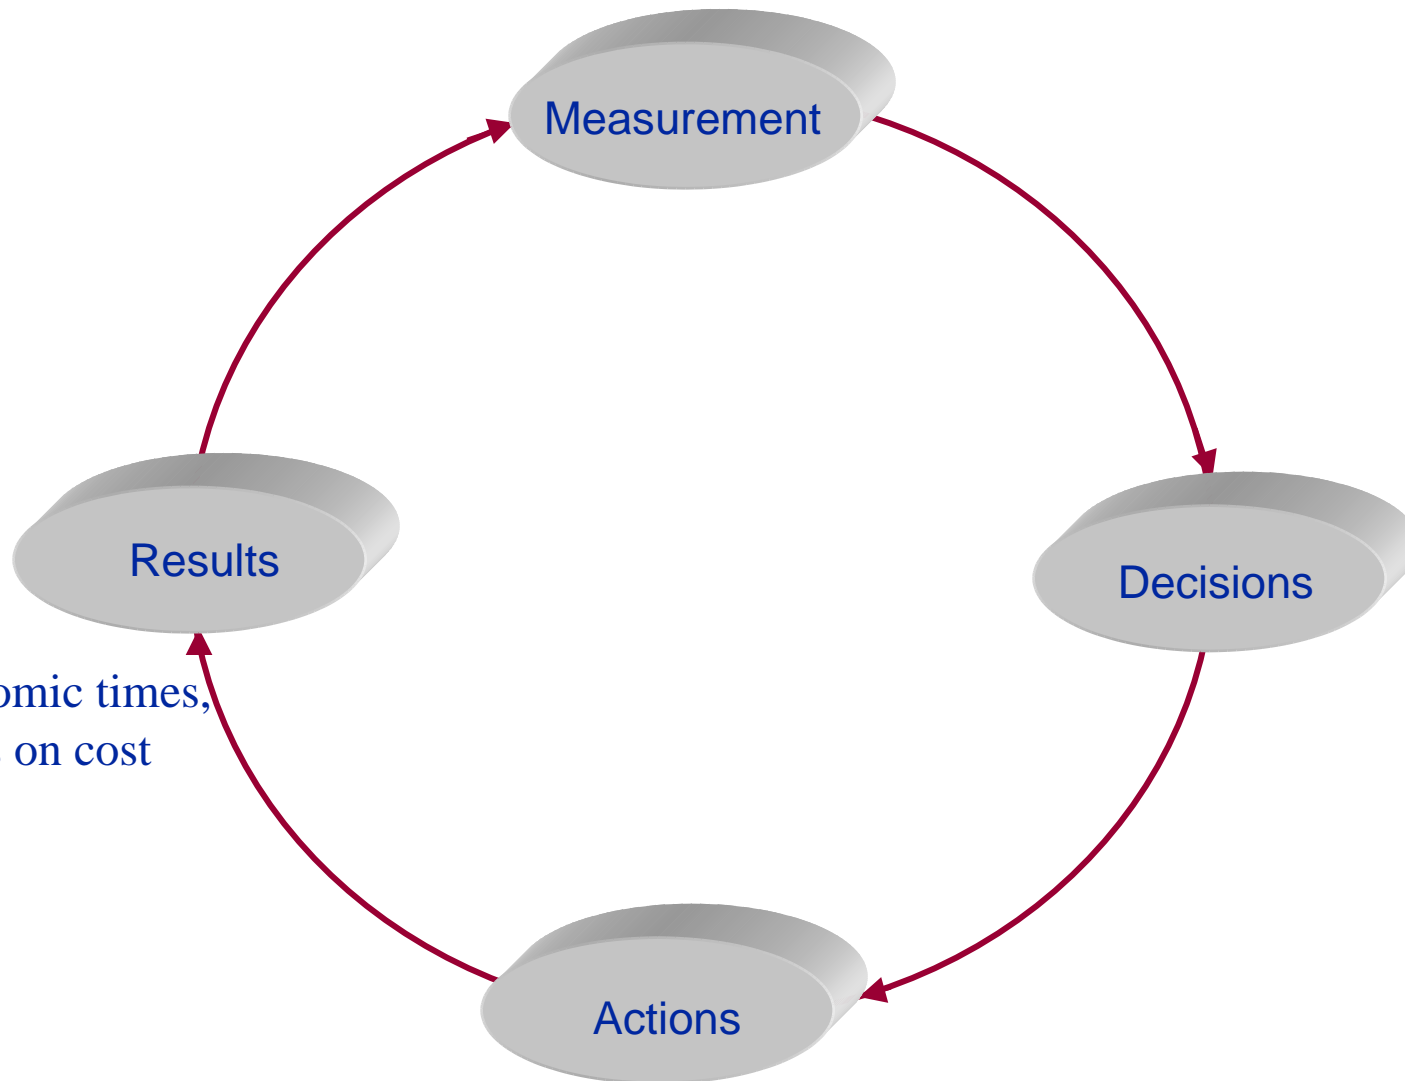 Measurement
Results
Decisions
omic times,
on cost
Actions